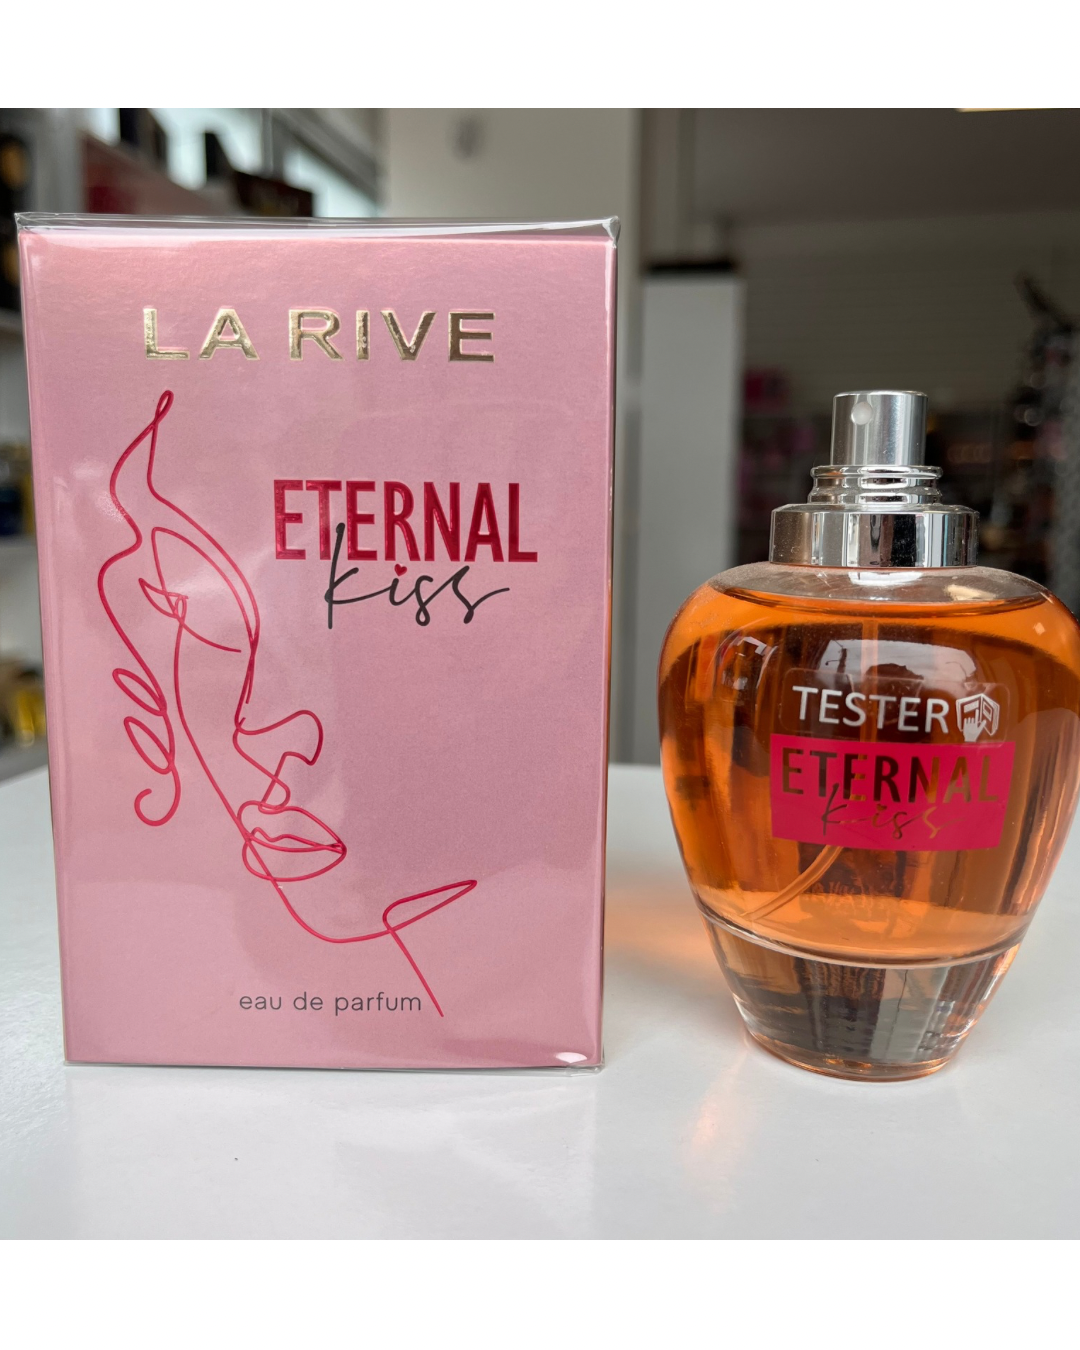 LA RIVE
ETERNAL
kiss
eau de parfum
TESTER
ETERNAL
kiss